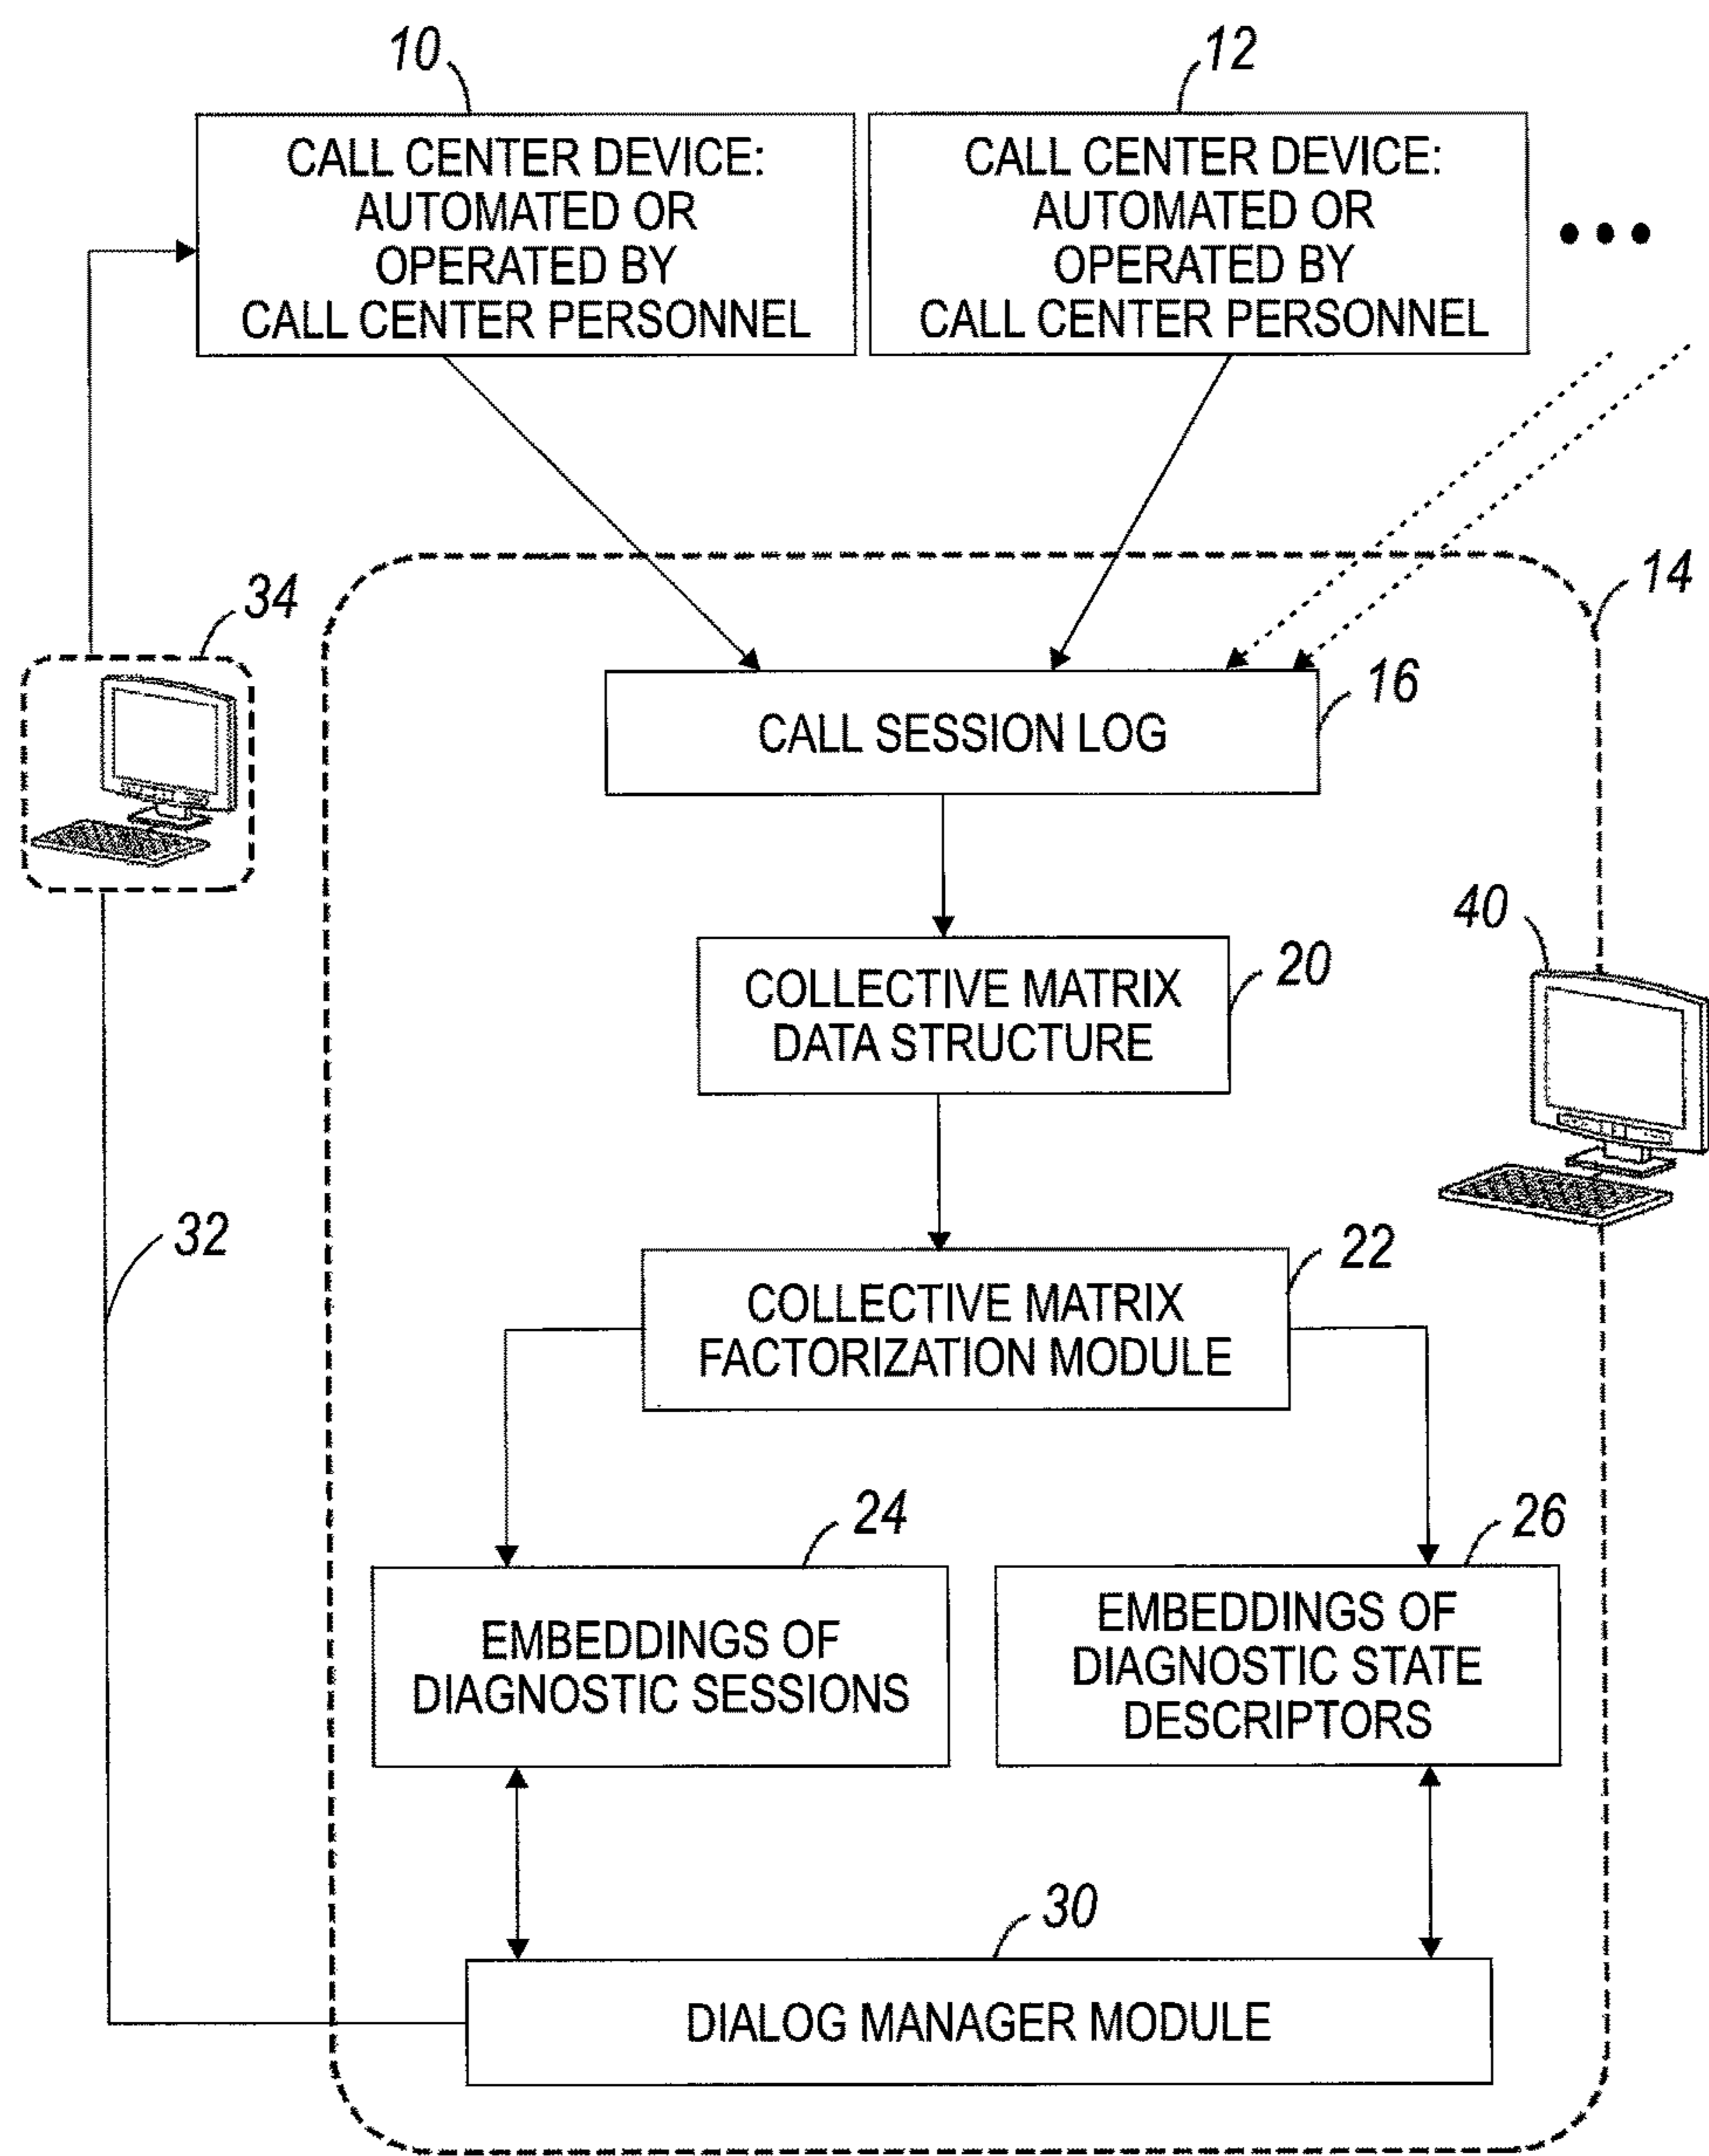 10
12
CALL CENTER DEVICE:
AUTOMATED OR
OPERATED BY
CALL CENTER PERSONNEL
CALL CENTER DEVICE:
AUTOMATED OR
OPERATED BY
CALL CENTER PERSONNEL
34
14
16
CALL SESSION LOG
40
20
COLLECTIVE MATRIX
DATA STRUCTURE
32
22
COLLECTIVE MATRIX
FACTORIZATION MODULE
24
26
EMBEDDINGS OF
DIAGNOSTIC SESSIONS
EMBEDDINGS OF
DIAGNOSTIC STATE
DESCRIPTORS
30
DIALOG MANAGER MODULE